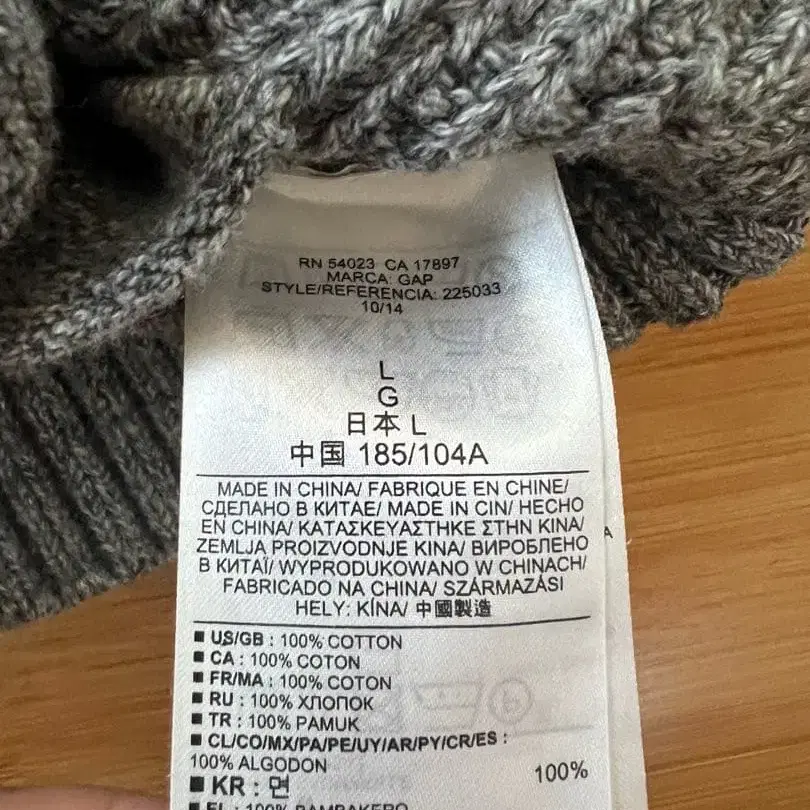 RN 54023 CA 17897
MARCA: GAP
STYLE/REFERENCIA: 225033
10/14
L
G
日本 L
中国 185/104A
MADE IN CHINA/ FABRIQUE EN CHINE/
СДЕЛАНО В КИТАЕ/ MADE IN CIN/ HECHO
EN CHINA/ ΚΑΤΑΣΚΕΥΑΣΤΗΚΕ ΣΤΗΝ ΚΙΝΑ/
ZEMLJA PROIZVODNJE KINA/ ВИРОБЛЕНО
В КИТАЇ/ WYPRODUKOWANO W CHINACH/
FABRICADO NA CHINA/ SZÁRMAZÁSI
HELY: KÍNA/ 中國製造
■ US/GB : 100% COTTON
■ CA : 100% COTON
■ FR/MA : 100% COTON
■ RU : 100% ХЛОПОК
■ TR : 100% PAMUK
■ CL/CO/MX/PA/PE/UY/AR/PY/CR/ES :
100% ALGODON
■ KR : 면 100%
■ EL : 100% ΒΑΜΒΑΚΕΡΟ
A